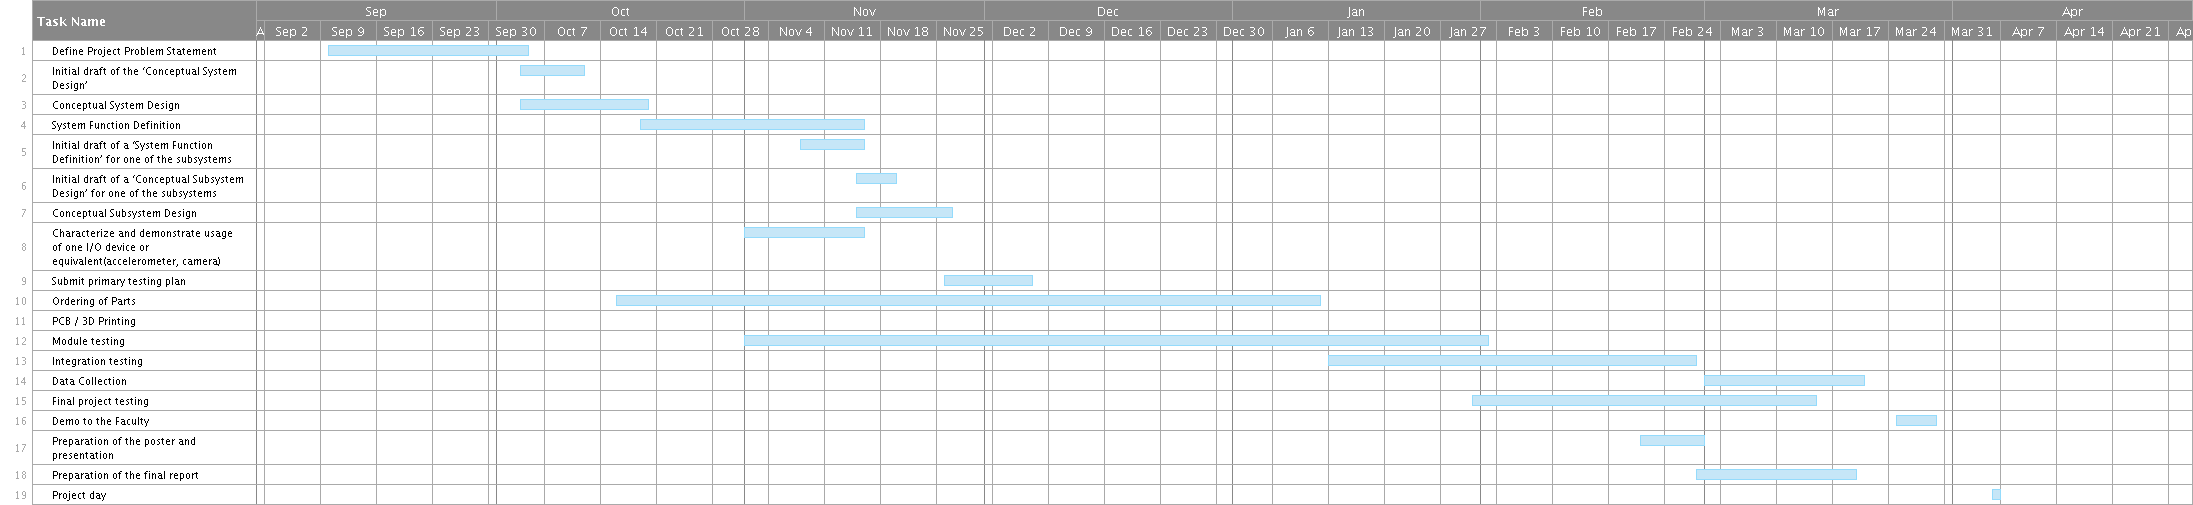 Task Name
Sep Oct Nov Dec Jan Feb Mar Apr
A Sep 2 Sep 9 Sep 16 Sep 23 Sep 30 Oct 7 Oct 14 Oct 21 Oct 28 Nov 4 Nov 11 Nov 18 Nov 25 Dec 2 Dec 9 Dec 16 Dec 23 Dec 30 Jan 6 Jan 13 Jan 20 Jan 27 Feb 3 Feb 10 Feb 17 Feb 24 Mar 3 Mar 10 Mar 17 Mar 24 Mar 31 Apr 7 Apr 14 Apr 21 Ap
1 Define Project Problem Statement
2 Initial draft of the ‘Conceptual System
Design’
3 Conceptual System Design
4 System Function Definition
5 Initial draft of a ‘System Function
Definition’ for one of the subsystems
6 Initial draft of a ‘Conceptual Subsystem
Design’ for one of the subsystems
7 Conceptual Subsystem Design
8 Characterize and demonstrate usage
of one I/O device or
equivalent(accelerometer, camera)
9 Submit primary testing plan
10 Ordering of Parts
11 PCB / 3D Printing
12 Module testing
13 Integration testing
14 Data Collection
15 Final project testing
16 Demo to the Faculty
17 Preparation of the poster and
presentation
18 Preparation of the final report
19 Project day